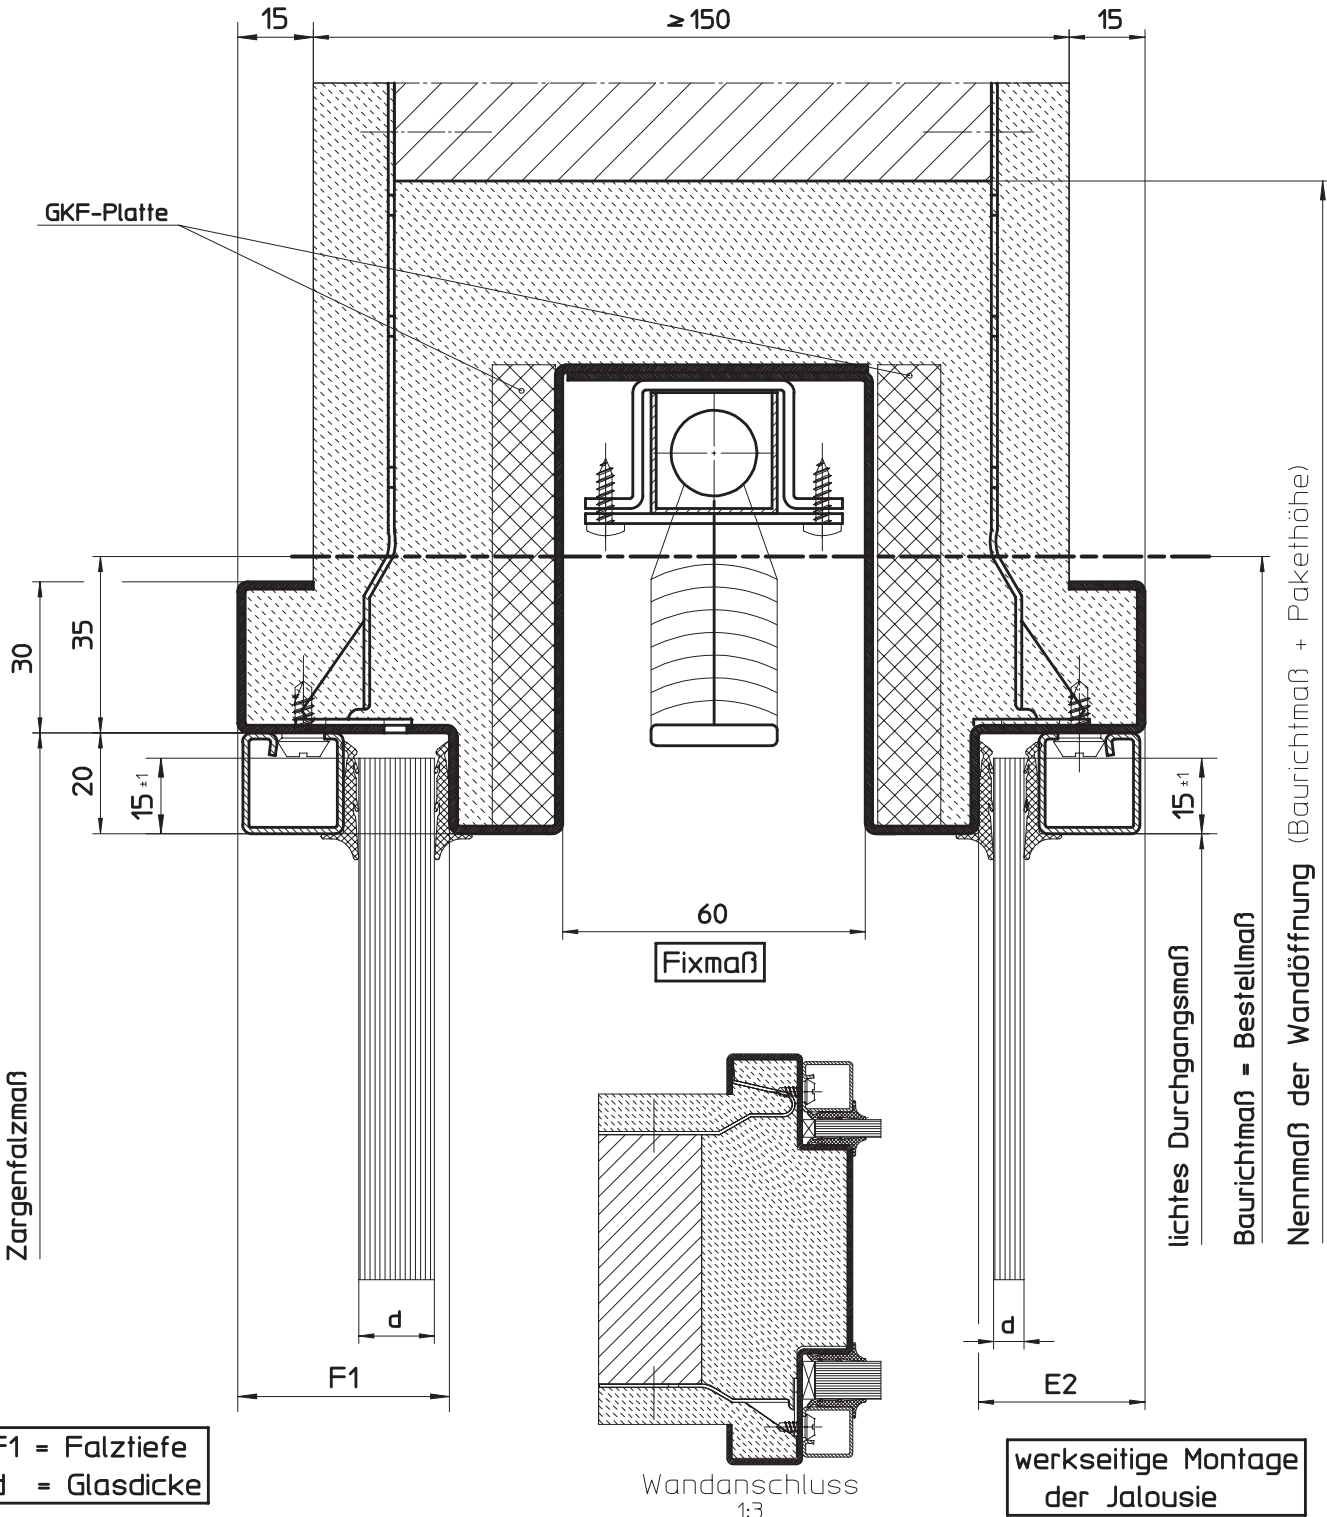 15
≥150
15
GKF-Platte
30
35
20
15 ±1
15 ±1
60
Fixmaß
Zargenfalzmaß
lichtes Durchgangsmaß
Baurichtmaß = Bestellmaß
Nennmaß der Wandöffnung (Baurichtmaß + Pakethöhe)
d
d
F1
E2
F1 = Falztiefe
d = Glasdicke
Wandanschluss
1:3
werkseitige Montage
der Jalousie